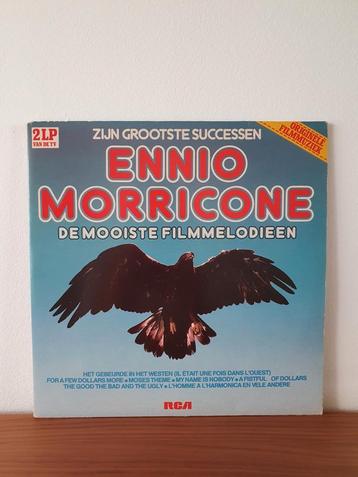 2LP
VAN DE TV
ZIJN GROOTSTE SUCCESSEN
ORIGINELE
FILMMUZIEK
ENNIO
MORRICONE
DE MOOISTE FILMMELODIEEN
HET GEBEURDE IN HET WESTEN (IL ÉTAIT UNE FOIS DANS L'OUEST)
FOR A FEW DOLLARS MORE • MOSES THEME • MY NAME IS NOBODY • A FISTFUL OF DOLLARS
THE GOOD THE BAD AND THE UGLY • L'HOMME A L'HARMONICA EN VELE ANDERE
RCA